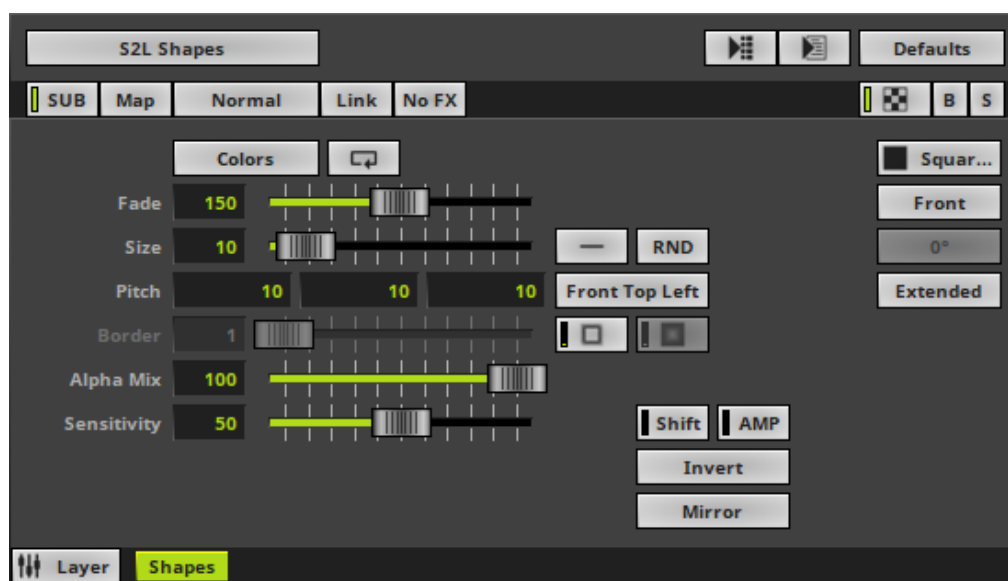 S2L Shapes Defaults
SUB Map Normal Link No FX B S
Colors Squar...
Fade 150 Front
Size 10 RND 0°
Pitch 10 10 10 Front Top Left Extended
Border 1
Alpha Mix 100
Sensitivity 50 Shift AMP
Invert
Mirror
Layer Shapes